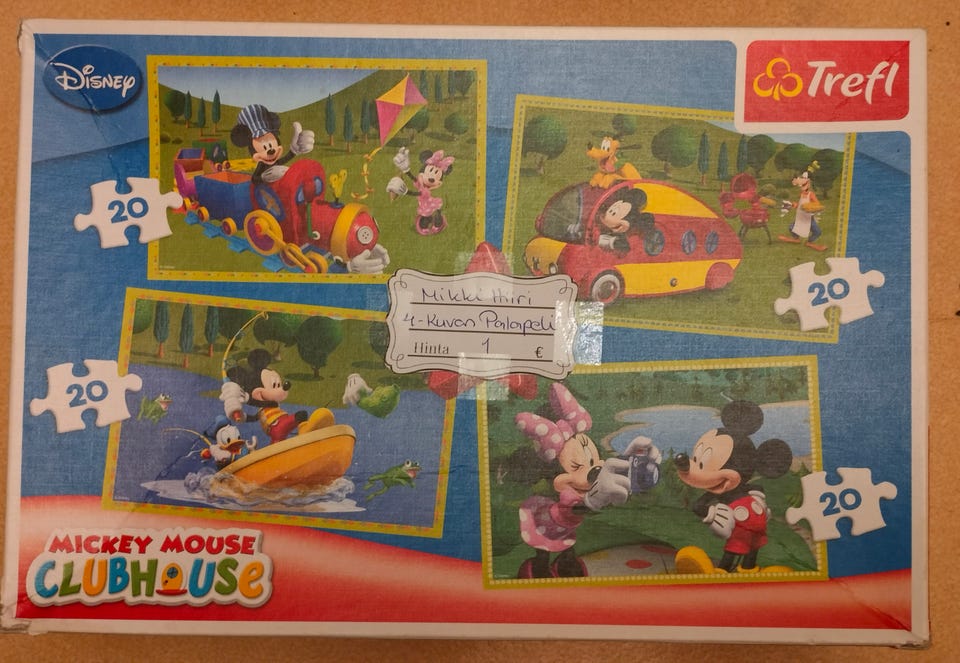 Disney
Trefl
20
20
Mikki Hiiri
4-Kuvan Palapeli
Hinta 1 €
20
20
MICKEY MOUSE
CLUBHOUSE